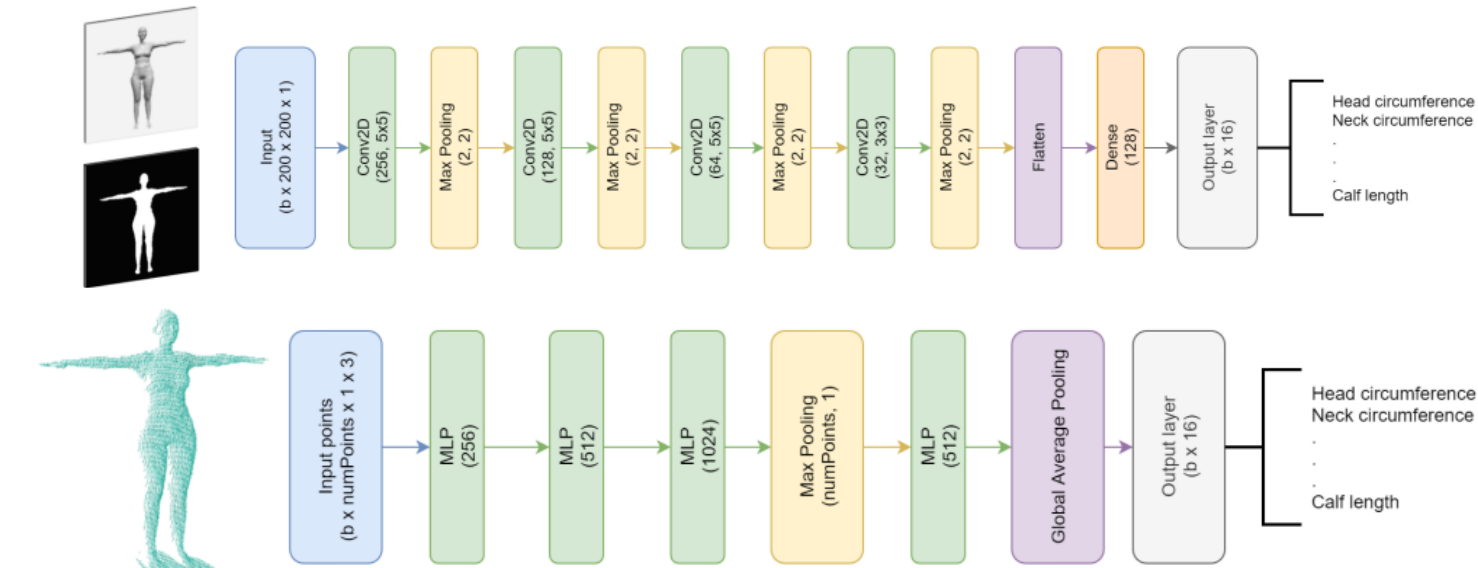 Input
(b x 200 x 200 x 1)
Conv2D
(256, 5x5)
Max Pooling
(2, 2)
Conv2D
(128, 5x5)
Max Pooling
(2, 2)
Conv2D
(64, 5x5)
Max Pooling
(2, 2)
Conv2D
(32, 3x3)
Max Pooling
(2, 2)
Flatten
Dense
(128)
Output layer
(b x 16)
Head circumference
Neck circumference
.
.
.
Calf length
Input points
(b x numPoints x 1 x 3)
MLP
(256)
MLP
(512)
MLP
(1024)
Max Pooling
(numPoints, 1)
MLP
(512)
Global Average Pooling
Output layer
(b x 16)
Head circumference
Neck circumference
.
.
.
Calf length